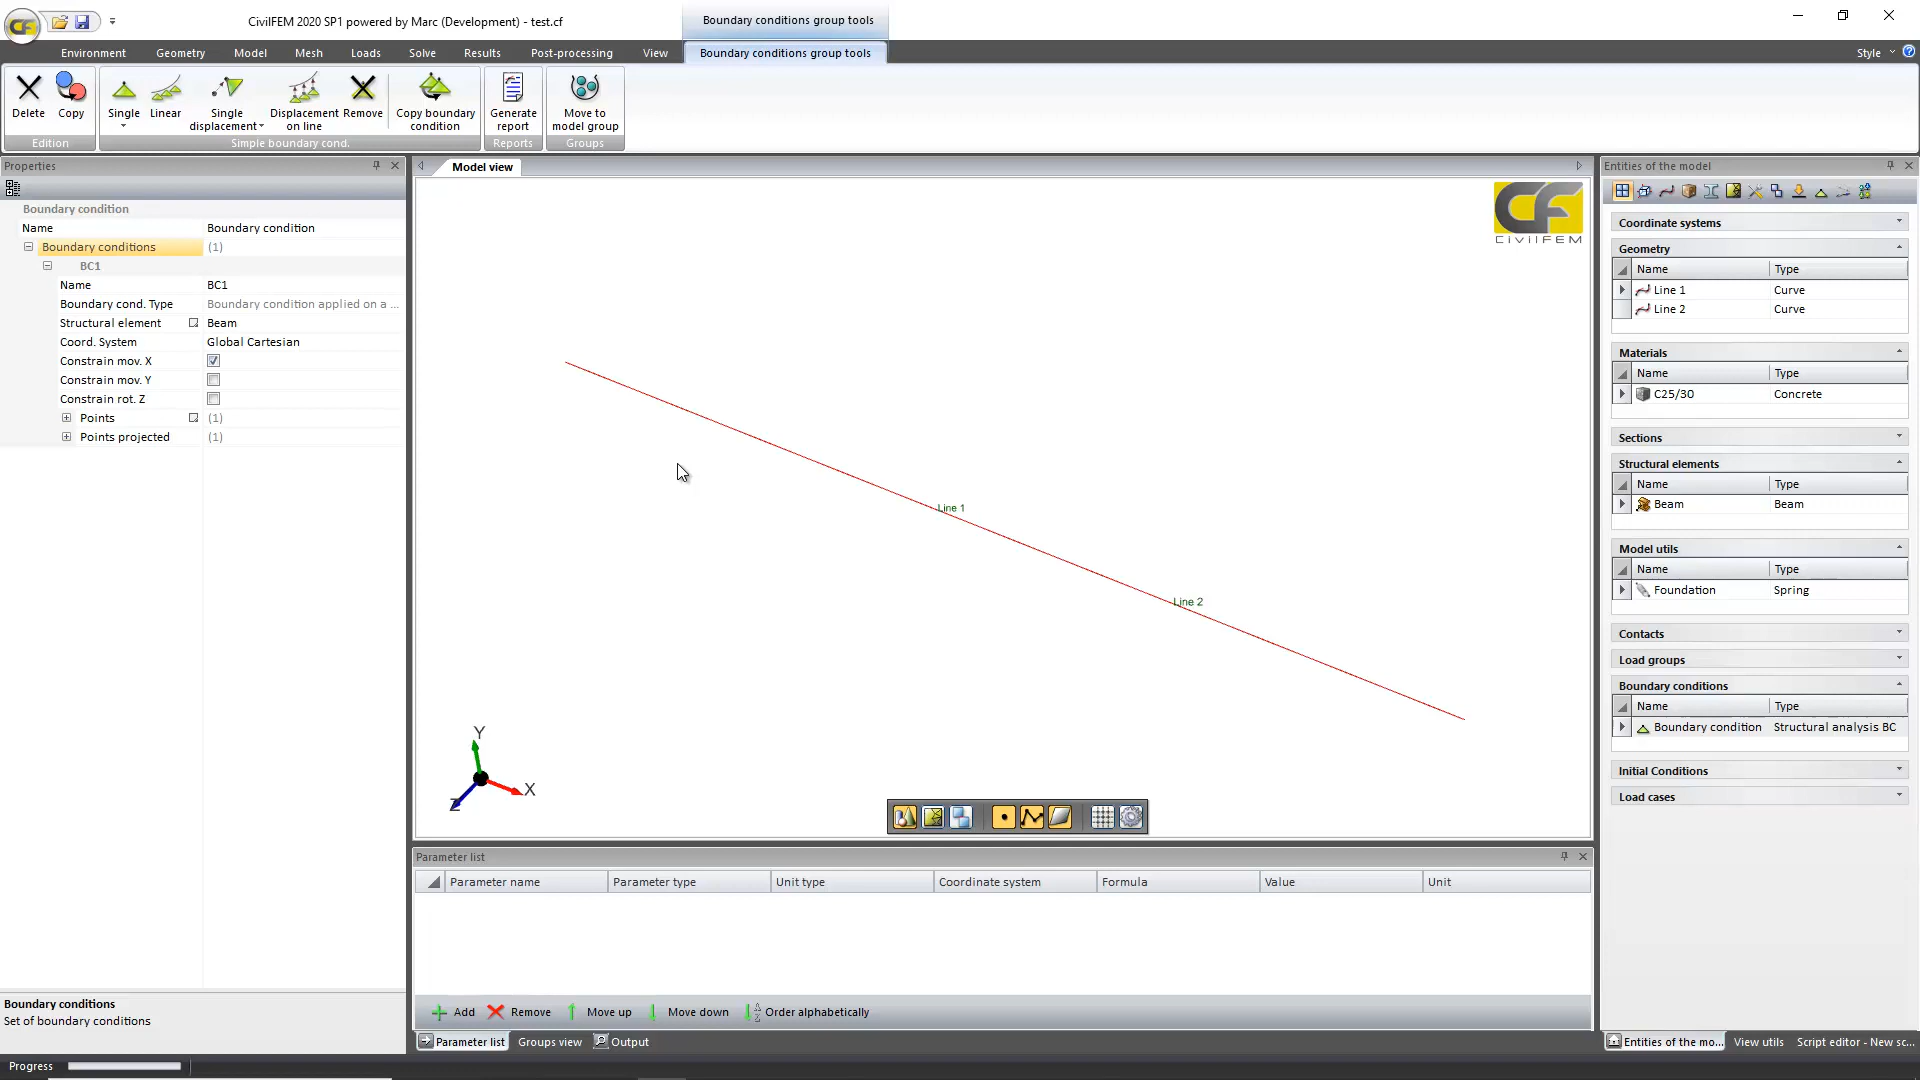 CivilFEM 2020 SP1 powered by Marc (Development) - test.cf
Boundary conditions group tools
Environment
Geometry
Model
Mesh
Loads
Solve
Results
Post-processing
View
Boundary conditions group tools
Style
Delete
Copy
Edition
Single
Linear
Single
displacement
Displacement
on line
Remove
Copy boundary
condition
Simple boundary cond.
Generate
report
Reports
Move to
model group
Groups
Properties
Boundary condition
Name Boundary condition
Boundary conditions (1)
BC1
Name BC1
Boundary cond. Type Boundary condition applied on a ...
Structural element Beam
Coord. System Global Cartesian
Constrain mov. X
Constrain mov. Y
Constrain rot. Z
Points (1)
Points projected (1)
Boundary conditions
Set of boundary conditions
Model view
CF
CIVILFEM
Line 1
Line 2
Y
X
Z
Parameter list
Parameter name Parameter type Unit type Coordinate system Formula Value Unit
Add Remove Move up Move down Order alphabetically
Parameter list Groups view Output
Entities of the model
Coordinate systems
Geometry
Name Type
Line 1 Curve
Line 2 Curve
Materials
Name Type
C25/30 Concrete
Sections
Structural elements
Name Type
Beam Beam
Model utils
Name Type
Foundation Spring
Contacts
Load groups
Boundary conditions
Name Type
Boundary condition Structural analysis BC
Initial Conditions
Load cases
Entities of the mo... View utils Script editor - New sc...
Progress